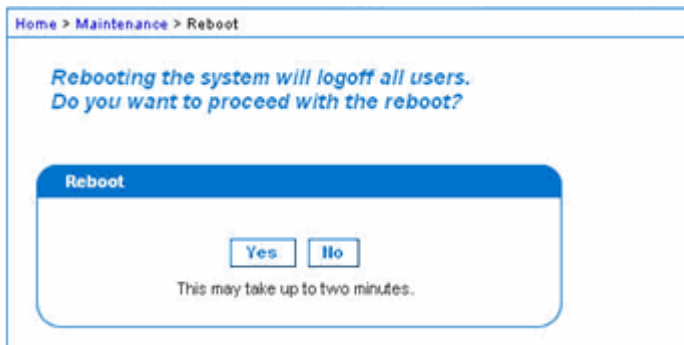 Home > Maintenance > Reboot
Rebooting the system will logoff all users.
Do you want to proceed with the reboot?
Reboot
Yes No
This may take up to two minutes.